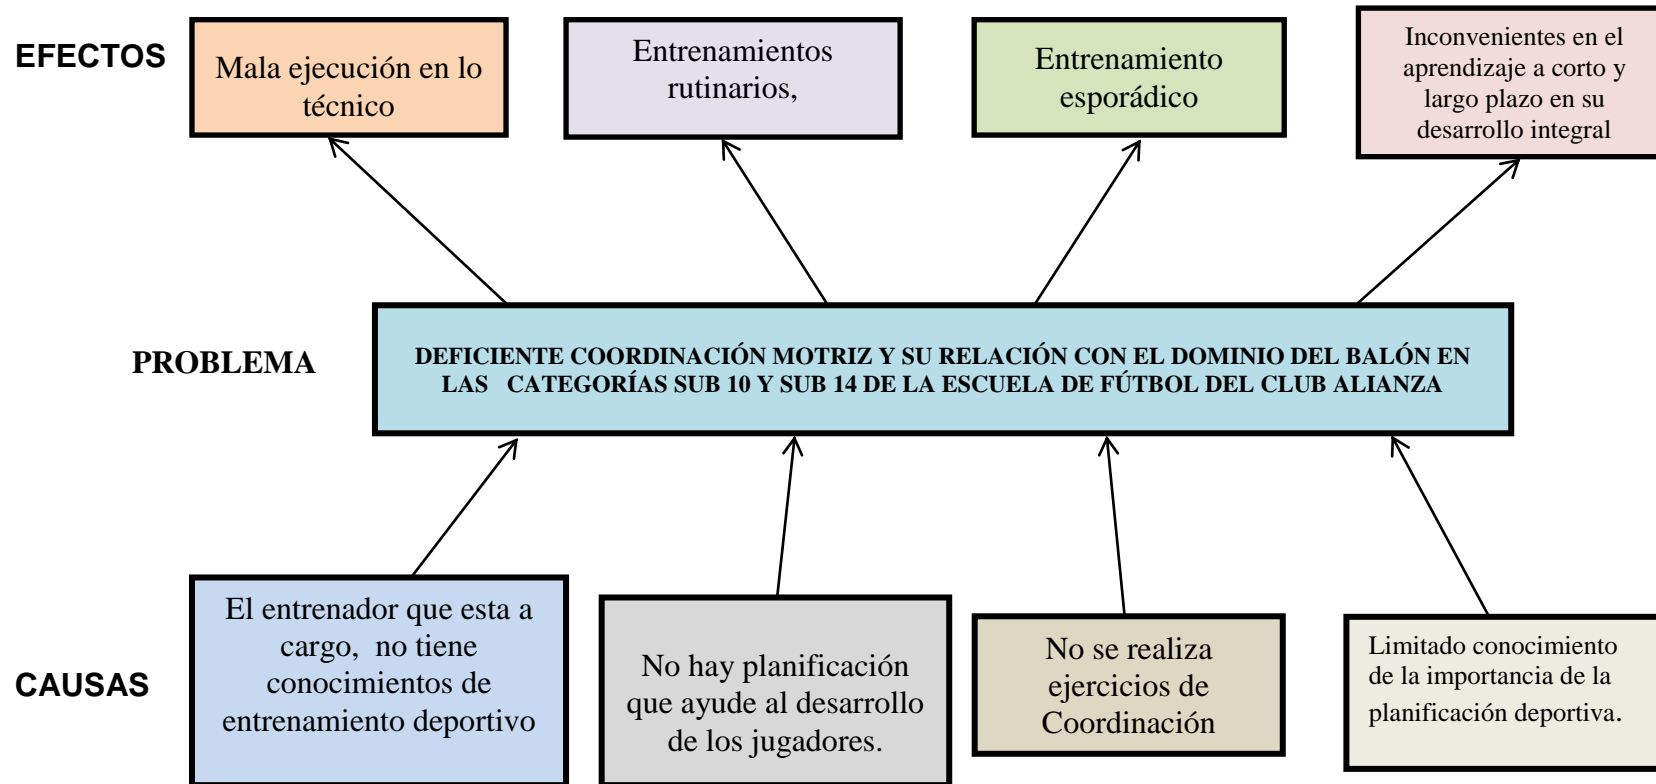 EFECTOS
Mala ejecución en lo
técnico
Entrenamientos
rutinarios,
Entrenamiento
esporádico
Inconvenientes en el
aprendizaje a corto y
largo plazo en su
desarrollo integral
PROBLEMA
DEFICIENTE COORDINACIÓN MOTRIZ Y SU RELACIÓN CON EL DOMINIO DEL BALÓN EN
LAS CATEGORÍAS SUB 10 Y SUB 14 DE LA ESCUELA DE FÚTBOL DEL CLUB ALIANZA
CAUSAS
El entrenador que esta a
cargo, no tiene
conocimientos de
entrenamiento deportivo
No hay planificación
que ayude al desarrollo
de los jugadores.
No se realiza
ejercicios de
Coordinación
Limitado conocimiento
de la importancia de la
planificación deportiva.